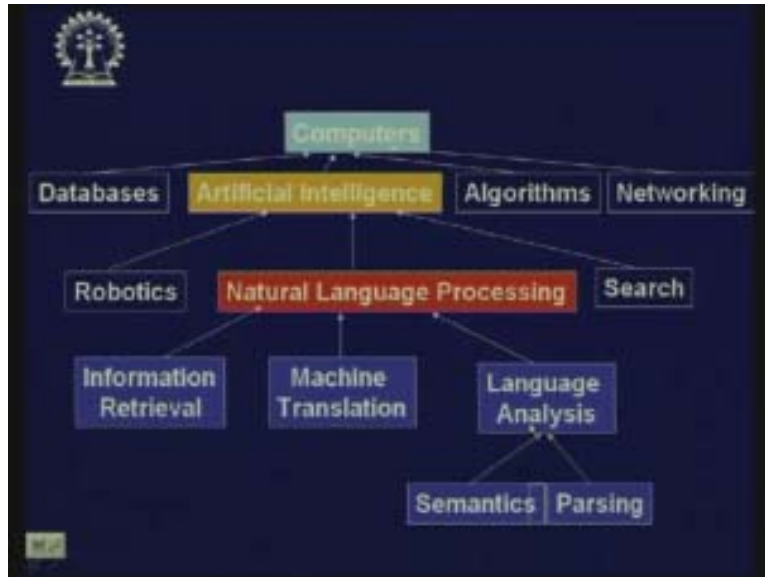 Computers
Databases
Artificial Intelligence
Algorithms
Networking
Robotics
Natural Language Processing
Search
Information
Retrieval
Machine
Translation
Language
Analysis
Semantics
Parsing